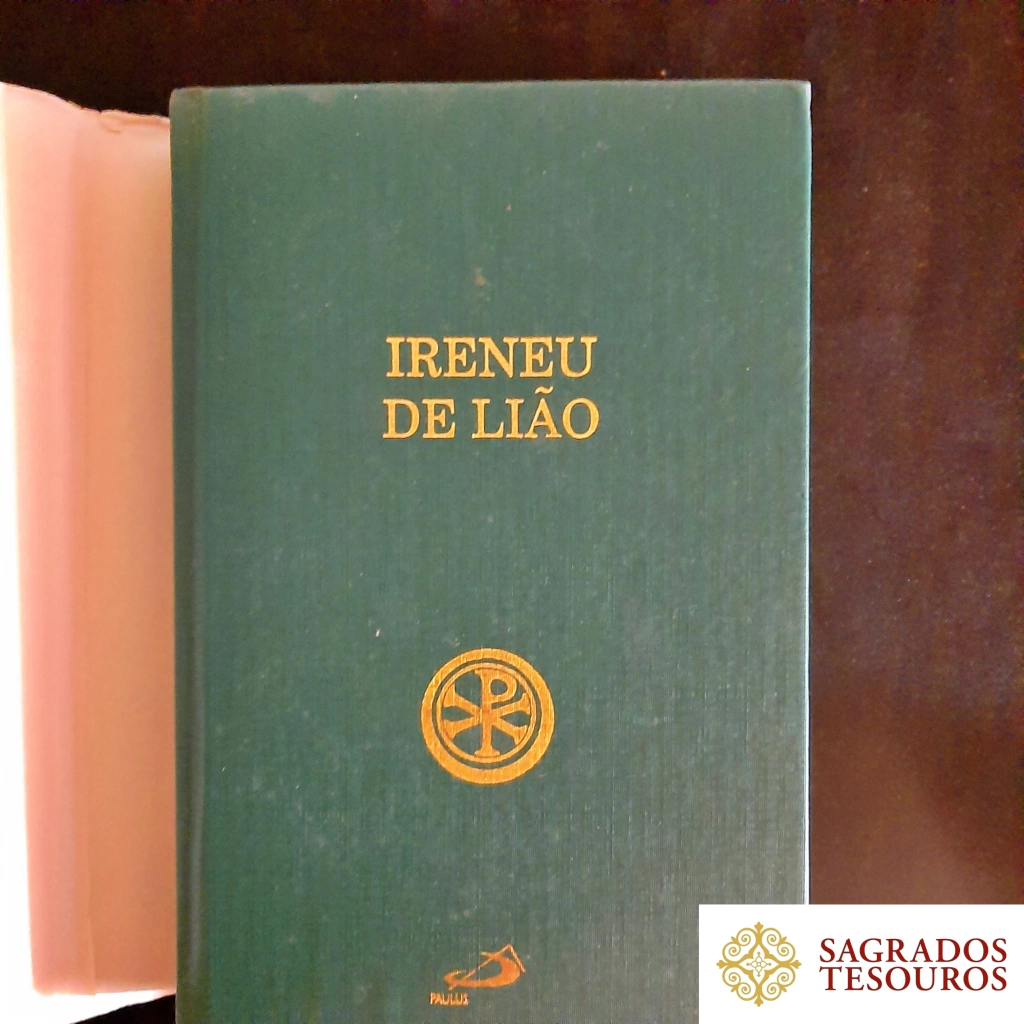 IRENEU
DE LIÃO
PAULUS
SAGRADOS
TESOUROS